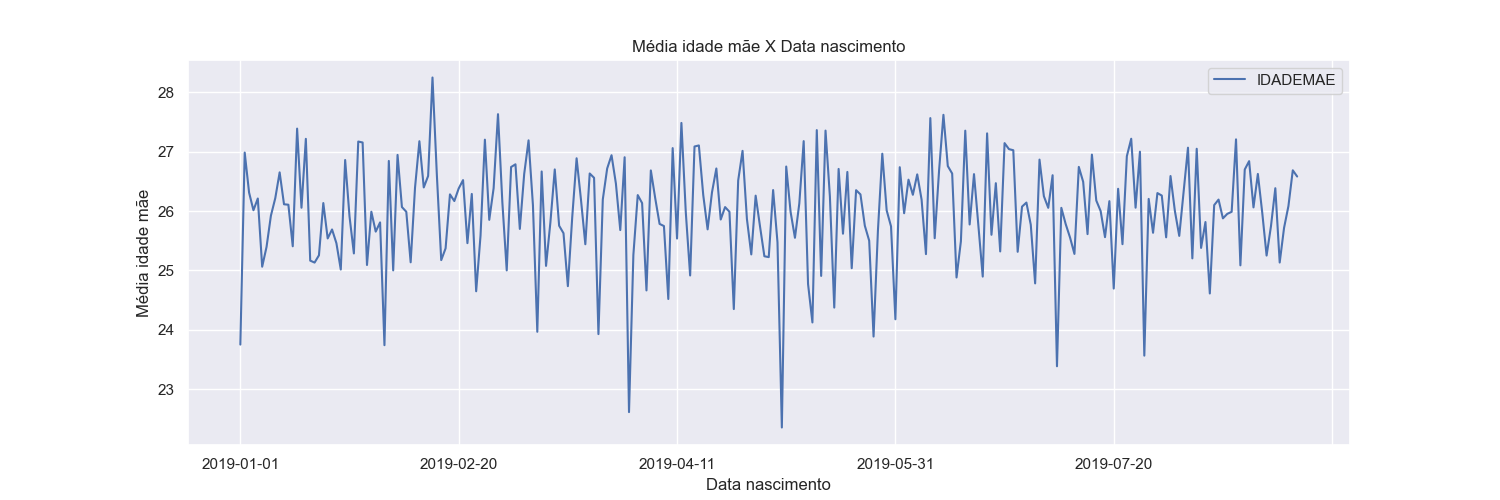 Média idade mãe X Data nascimento
IDADEMAE
28
27
26
25
24
23
Média idade mãe
2019-01-01
2019-02-20
2019-04-11
2019-05-31
2019-07-20
Data nascimento